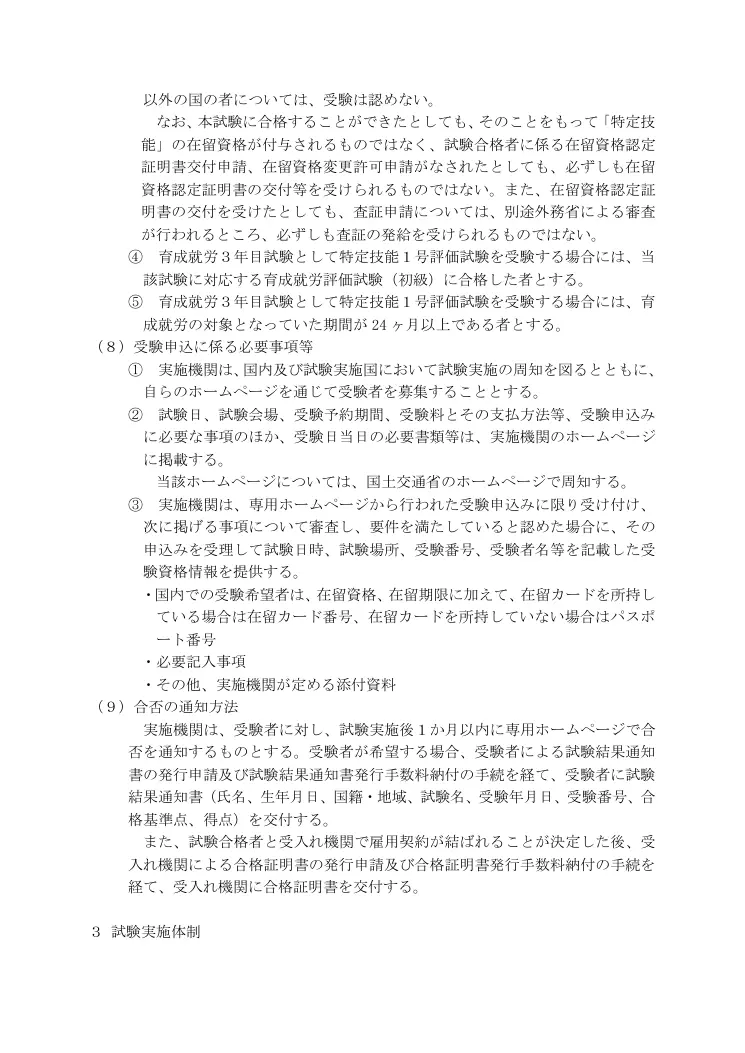 以外の国の者については、受験は認めない。
なお、本試験に合格することができたとしても、そのことをもって「特定技
能」の在留資格が付与されるものではなく、試験合格者に係る在留資格認定
証明書交付申請、在留資格変更許可申請がなされたとしても、必ずしも在留
資格認定証明書の交付等を受けられるものではない。また、在留資格認定証
明書の交付を受けたとしても、査証申請については、別途外務省による審査
が行われるところ、必ずしも査証の発給を受けられるものではない。
④ 育成就労３年目試験として特定技能１号評価試験を受験する場合には、当
該試験に対応する育成就労評価試験（初級）に合格した者とする。
⑤ 育成就労３年目試験として特定技能１号評価試験を受験する場合には、育
成就労の対象となっていた期間が 24 ヶ月以上である者とする。
（８）受験申込に係る必要事項等
① 実施機関は、国内及び試験実施国において試験実施の周知を図るとともに、
自らのホームページを通じて受験者を募集することとする。
② 試験日、試験会場、受験予約期間、受験料とその支払方法等、受験申込み
に必要な事項のほか、受験日当日の必要書類等は、実施機関のホームページ
に掲載する。
当該ホームページについては、国土交通省のホームページで周知する。
③ 実施機関は、専用ホームページから行われた受験申込みに限り受け付け、
次に掲げる事項について審査し、要件を満たしていると認めた場合に、その
申込みを受理して試験日時、試験場所、受験番号、受験者名等を記載した受
験資格情報を提供する。
・国内での受験希望者は、在留資格、在留期限に加えて、在留カードを所持し
ている場合は在留カード番号、在留カードを所持していない場合はパスポ
ート番号
・必要記入事項
・その他、実施機関が定める添付資料
（９）合否の通知方法
実施機関は、受験者に対し、試験実施後１か月以内に専用ホームページで合
否を通知するものとする。受験者が希望する場合、受験者による試験結果通知
書の発行申請及び試験結果通知書発行手数料納付の手続を経て、受験者に試験
結果通知書（氏名、生年月日、国籍・地域、試験名、受験年月日、受験番号、合
格基準点、得点）を交付する。
また、試験合格者と受入れ機関で雇用契約が結ばれることが決定した後、受
入れ機関による合格証明書の発行申請及び合格証明書発行手数料納付の手続を
経て、受入れ機関に合格証明書を交付する。
３ 試験実施体制